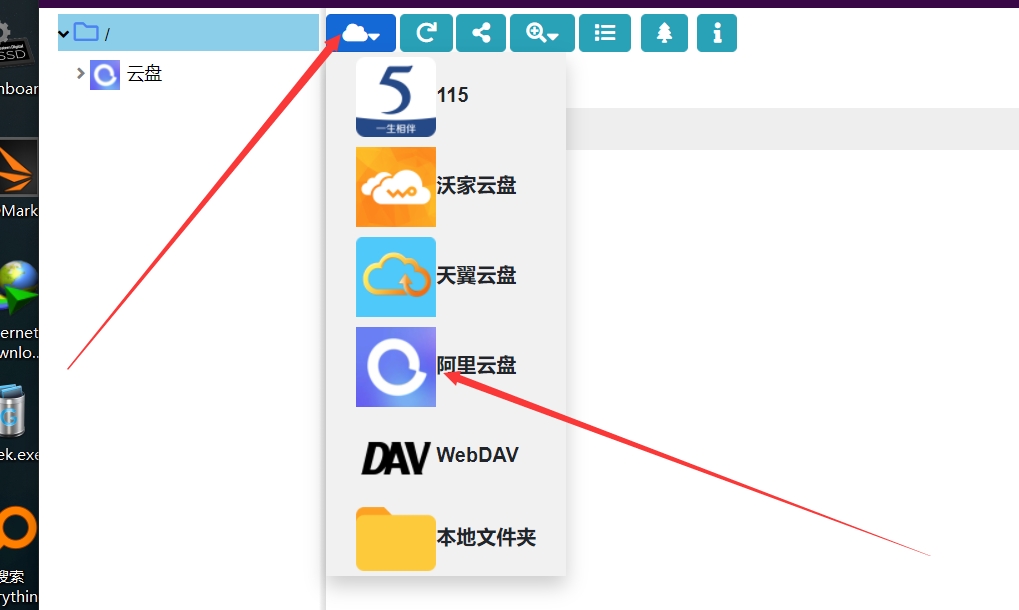 /
云盘
5
一生相伴
115
沃家云盘
天翼云盘
阿里云盘
DAV
WebDAV
本地文件夹
SSD
nboar
Mark
ernet
wnlo...
ek.exe
搜索
rythin